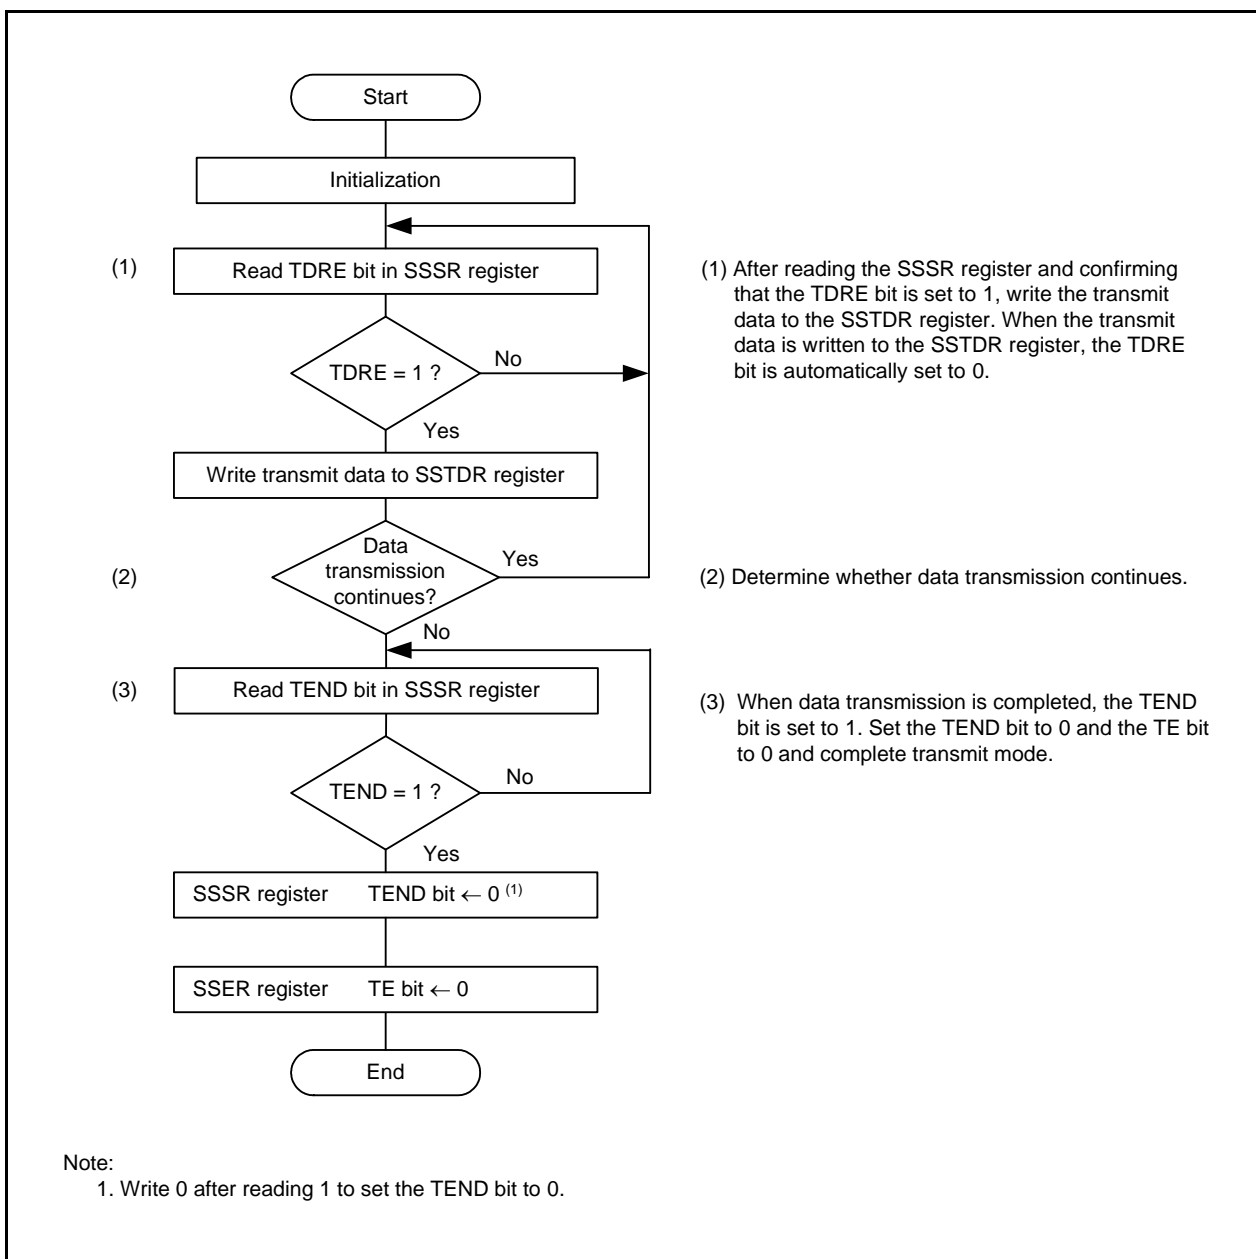 Start
Initialization
(1)
Read TDRE bit in SSSR register
(1) After reading the SSSR register and confirming
that the TDRE bit is set to 1, write the transmit
data to the SSTDR register. When the transmit
data is written to the SSTDR register, the TDRE
bit is automatically set to 0.
TDRE = 1 ?
No
Yes
Write transmit data to SSTDR register
(2)
Data
transmission
continues?
Yes
(2) Determine whether data transmission continues.
No
(3)
Read TEND bit in SSSR register
(3) When data transmission is completed, the TEND
bit is set to 1. Set the TEND bit to 0 and the TE bit
to 0 and complete transmit mode.
TEND = 1 ?
No
Yes
SSSR register TEND bit ← 0 (1)
SSER register TE bit ← 0
End
Note:
1. Write 0 after reading 1 to set the TEND bit to 0.